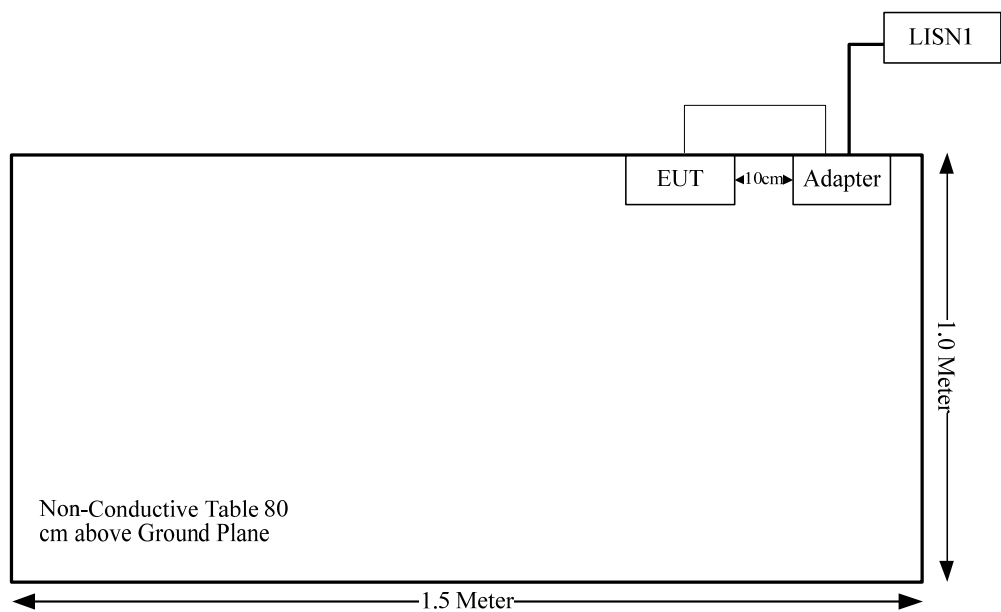 LISN1
EUT
10cm
Adapter
1.0 Meter
Non-Conductive Table 80
cm above Ground Plane
1.5 Meter